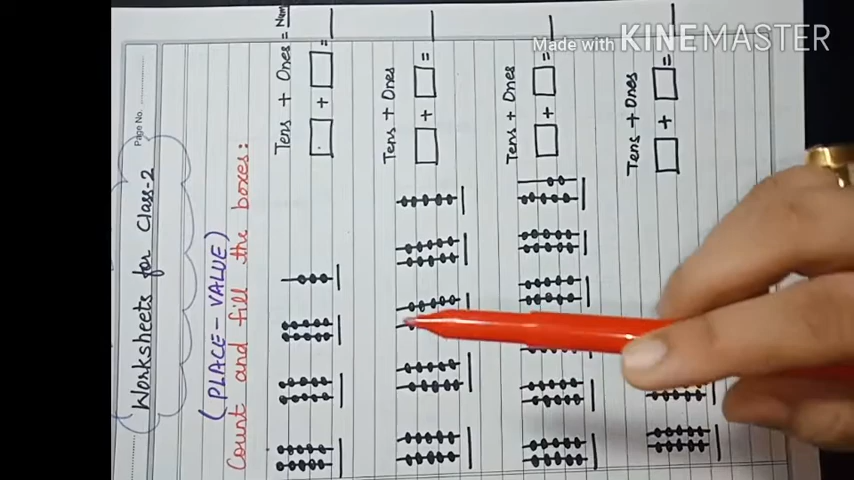 Made with KINEMASTER
Page No.
Worksheets for Class-2
(PLACE-VALUE)
Count and fill the boxes:
Tens + Ones = Num
+ =
Tens + Ones
+ =
Tens + Ones
+ =
Tens + Ones
+ =